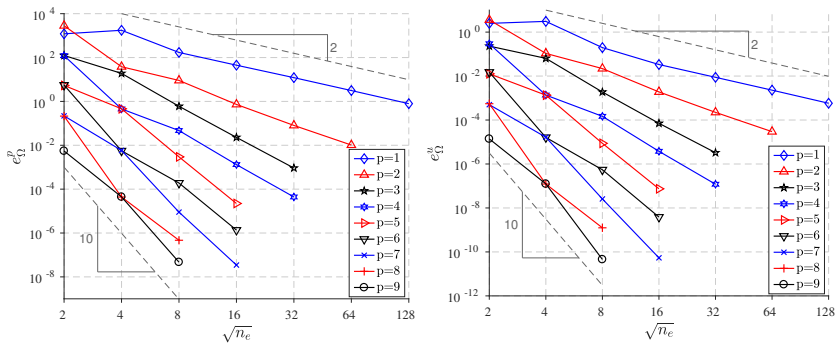 10^4
10^2
10^0
10^-2
10^-4
10^-6
10^-8
e_Ω^p
2
10
p=1
p=2
p=3
p=4
p=5
p=6
p=7
p=8
p=9
2 4 8 16 32 64 128
√n_e
10^0
10^-2
10^-4
10^-6
10^-8
10^-10
10^-12
e_Ω^u
2
10
p=1
p=2
p=3
p=4
p=5
p=6
p=7
p=8
p=9
2 4 8 16 32 64 128
√n_e